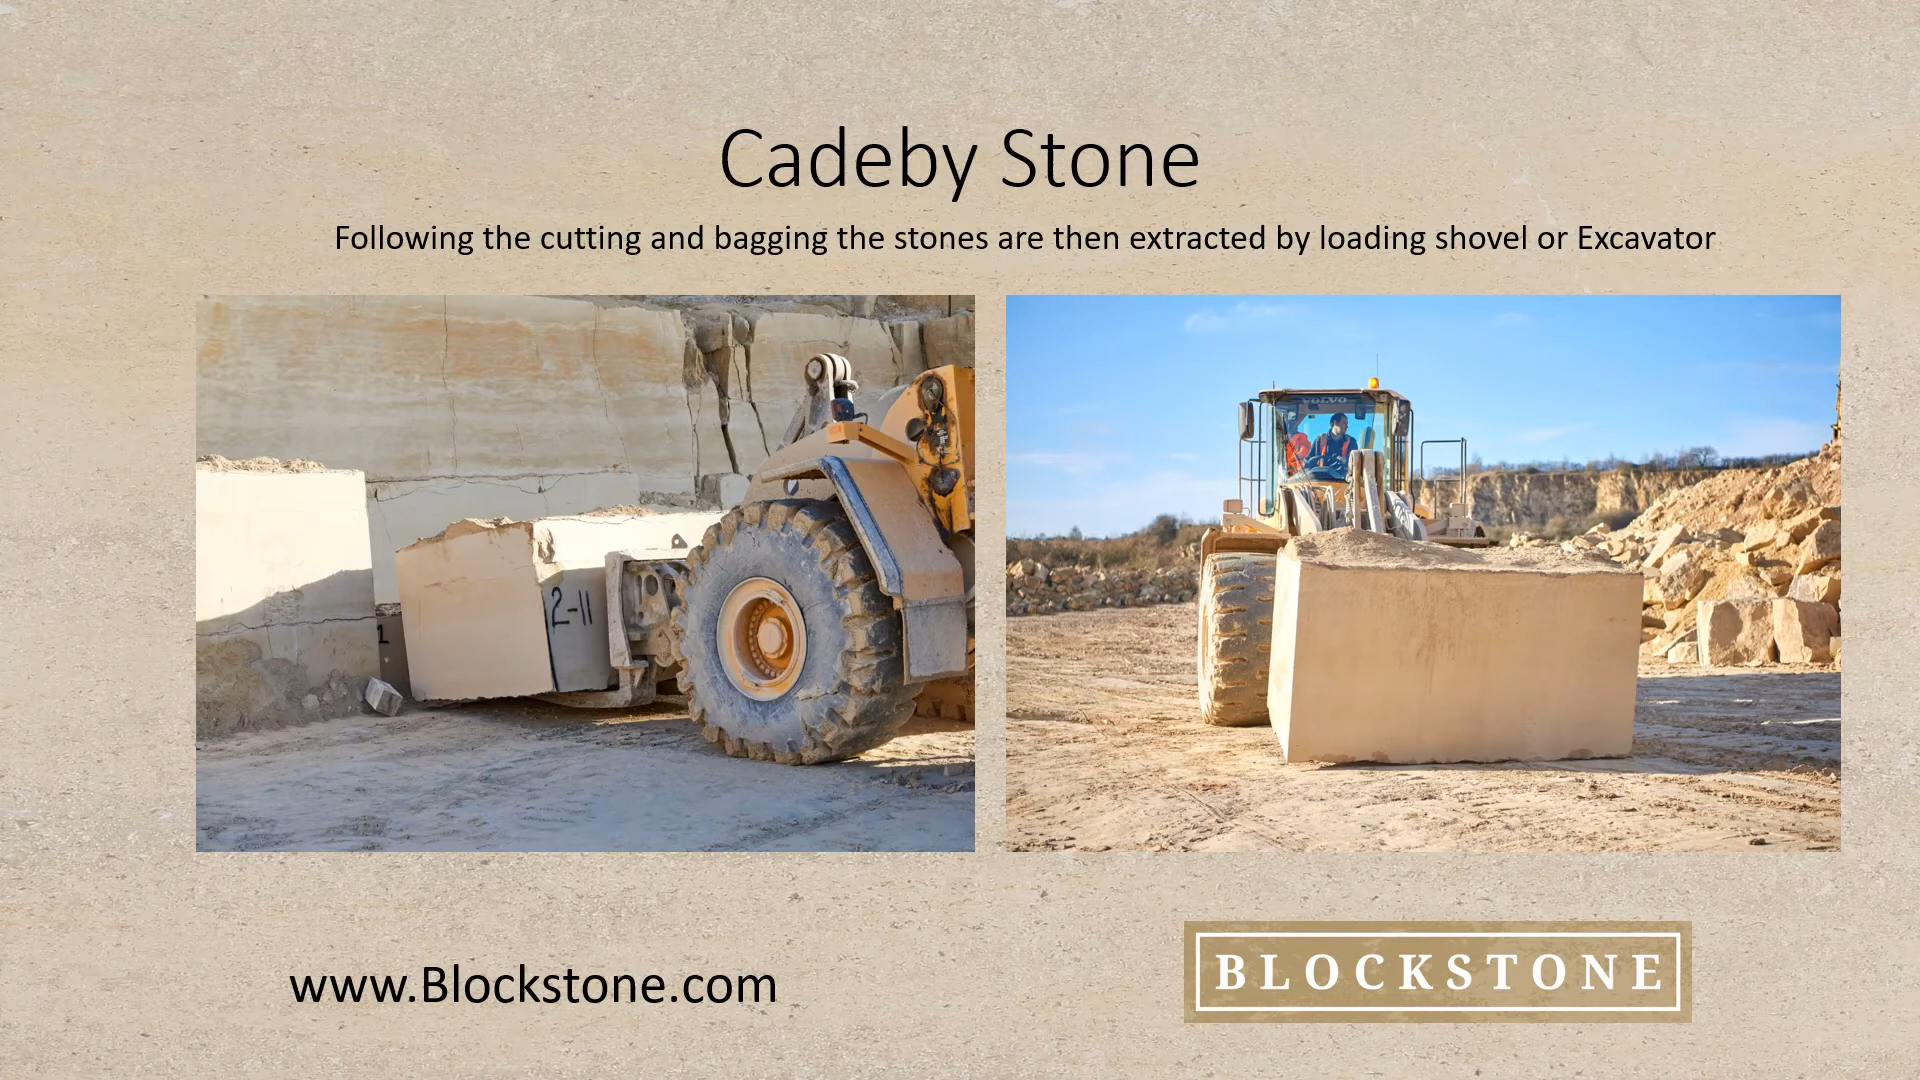 Cadeby Stone
Following the cutting and bagging the stones are then extracted by loading shovel or Excavator
VOLVO
2-11
1
www.Blockstone.com
BLOCKSTONE